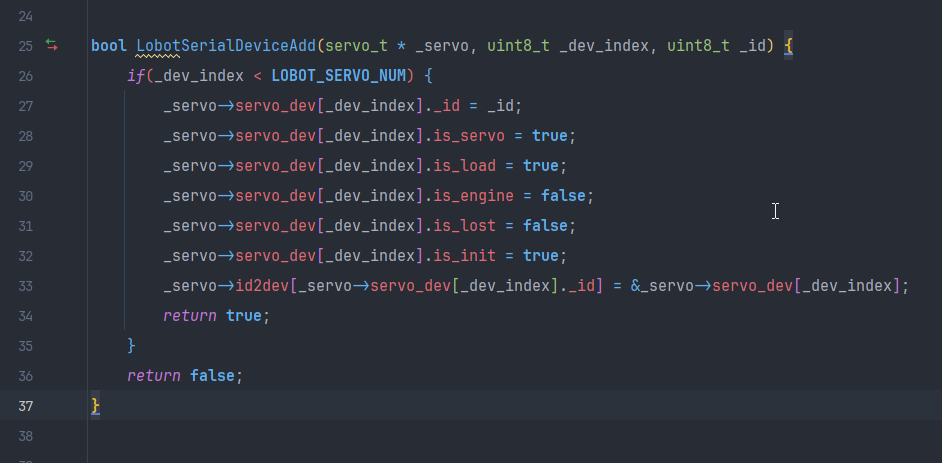 24
25 bool LobotSerialDeviceAdd(servo_t * _servo, uint8_t _dev_index, uint8_t _id) {
26 if(_dev_index < LOBOT_SERVO_NUM) {
27 _servo->servo_dev[_dev_index]._id = _id;
28 _servo->servo_dev[_dev_index].is_servo = true;
29 _servo->servo_dev[_dev_index].is_load = true;
30 _servo->servo_dev[_dev_index].is_engine = false;
31 _servo->servo_dev[_dev_index].is_lost = false;
32 _servo->servo_dev[_dev_index].is_init = true;
33 _servo->id2dev[_servo->servo_dev[_dev_index]._id] = &_servo->servo_dev[_dev_index];
34 return true;
35 }
36 return false;
37 }
38